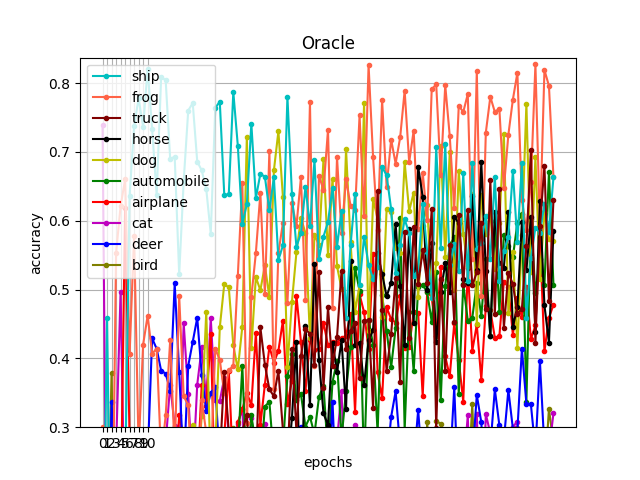 Oracle
0.8
0.7
0.6
0.5
0.4
0.3
accuracy
ship
frog
truck
horse
dog
automobile
airplane
cat
deer
bird
epochs